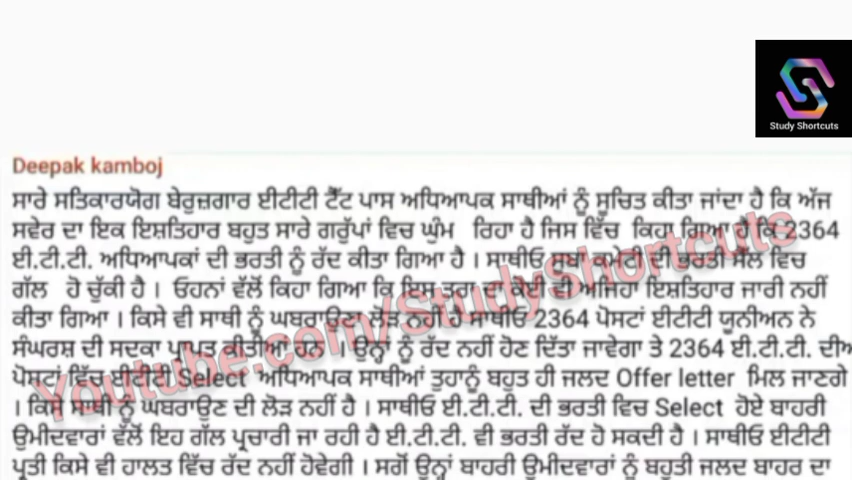 Study Shortcuts
Deepak kamboj
ਸਾਰੇ ਸਤਿਕਾਰਯੋਗ ਬੇਰੁਜ਼ਗਾਰ ਈਟੀਟੀ ਟੈੱਟ ਪਾਸ ਅਧਿਆਪਕ ਸਾਥੀਆਂ ਨੂੰ ਸੂਚਿਤ ਕੀਤਾ ਜਾਂਦਾ ਹੈ ਕਿ ਅੱਜ
ਸਵੇਰ ਦਾ ਇਕ ਇਸ਼ਤਿਹਾਰ ਬਹੁਤ ਸਾਰੇ ਗਰੁੱਪਾਂ ਵਿਚ ਘੁੰਮ ਰਿਹਾ ਹੈ ਜਿਸ ਵਿੱਚ ਕਿਹਾ ਗਿਆ ਹੈ ਕਿ 2364
ਈ.ਟੀ.ਟੀ. ਅਧਿਆਪਕਾਂ ਦੀ ਭਰਤੀ ਨੂੰ ਰੱਦ ਕੀਤਾ ਗਿਆ ਹੈ । ਸਾਥੀਓ ਸੂਬਾ ਕਮੇਟੀ ਦੀ ਭਰਤੀ ਸੈੱਲ ਵਿਚ
ਗੱਲ ਹੋ ਚੁੱਕੀ ਹੈ । ਓਹਨਾਂ ਵੱਲੋਂ ਕਿਹਾ ਗਿਆ ਕਿ ਇਸ ਤਰ੍ਹਾਂ ਦਾ ਕੋਈ ਵੀ ਅਜਿਹਾ ਇਸ਼ਤਿਹਾਰ ਜਾਰੀ ਨਹੀਂ
ਕੀਤਾ ਗਿਆ । ਕਿਸੇ ਵੀ ਸਾਥੀ ਨੂੰ ਘਬਰਾਉਣ ਲੋੜ ਨਹੀਂ ਹੈ ਸਾਥੀਓ 2364 ਪੋਸਟਾਂ ਈਟੀਟੀ ਯੂਨੀਅਨ ਨੇ
ਸੰਘਰਸ਼ ਦੀ ਸਦਕਾ ਪ੍ਰਾਪਤ ਕੀਤੀਆਂ ਹਨ । ਉਨ੍ਹਾਂ ਨੂੰ ਰੱਦ ਨਹੀਂ ਹੋਣ ਦਿੱਤਾ ਜਾਵੇਗਾ ਤੇ 2364 ਈ.ਟੀ.ਟੀ. ਦੀਆਂ
ਪੋਸਟਾਂ ਵਿੱਚ ਈਟੀਟੀ Select ਅਧਿਆਪਕ ਸਾਥੀਆਂ ਤੁਹਾਨੂੰ ਬਹੁਤ ਹੀ ਜਲਦ Offer letter ਮਿਲ ਜਾਣਗੇ
। ਕਿਸੇ ਸਾਥੀ ਨੂੰ ਘਬਰਾਉਣ ਦੀ ਲੋੜ ਨਹੀਂ ਹੈ । ਸਾਥੀਓ ਈ.ਟੀ.ਟੀ. ਦੀ ਭਰਤੀ ਵਿਚ Select ਹੋਏ ਬਾਹਰੀ
ਉਮੀਦਵਾਰਾਂ ਵੱਲੋਂ ਇਹ ਗੱਲ ਪ੍ਰਚਾਰੀ ਜਾ ਰਹੀ ਹੈ ਈ.ਟੀ.ਟੀ. ਵੀ ਭਰਤੀ ਰੱਦ ਹੋ ਸਕਦੀ ਹੈ । ਸਾਥੀਓ ਈਟੀਟੀ
ਪ੍ਰਤੀ ਕਿਸੇ ਵੀ ਹਾਲਤ ਵਿੱਚ ਰੱਦ ਨਹੀਂ ਹੋਵੇਗੀ । ਸਗੋਂ ਉਨ੍ਹਾਂ ਬਾਹਰੀ ਉਮੀਦਵਾਰਾਂ ਨੂੰ ਬਹੁਤੀ ਜਲਦ ਬਾਹਰ ਦਾ
Youtube.com/StudyShortcuts